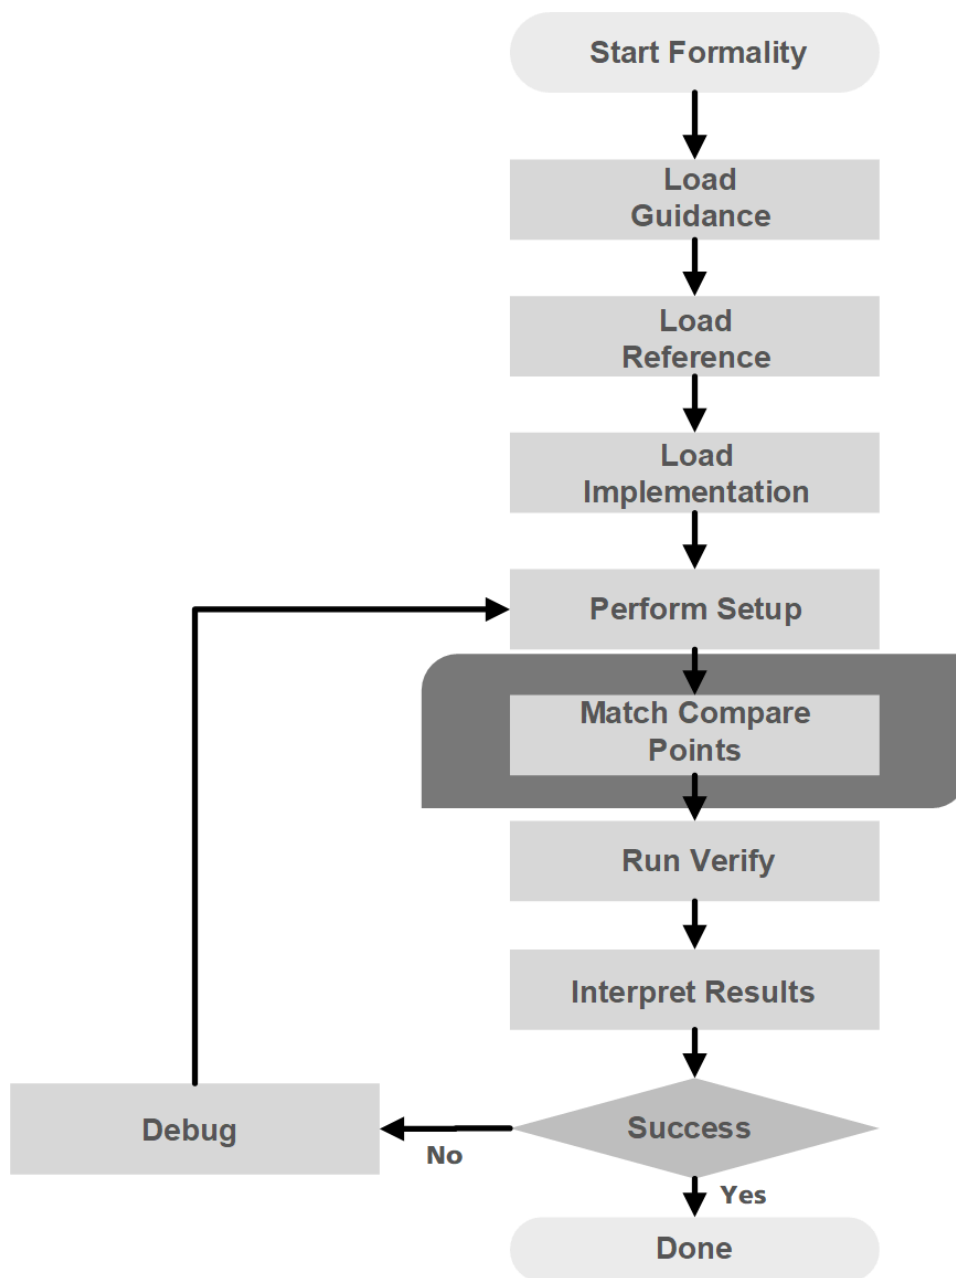 Start Formality
Load
Guidance
Load
Reference
Load
Implementation
Perform Setup
Match Compare
Points
Run Verify
Interpret Results
Success
Debug
No
Yes
Done